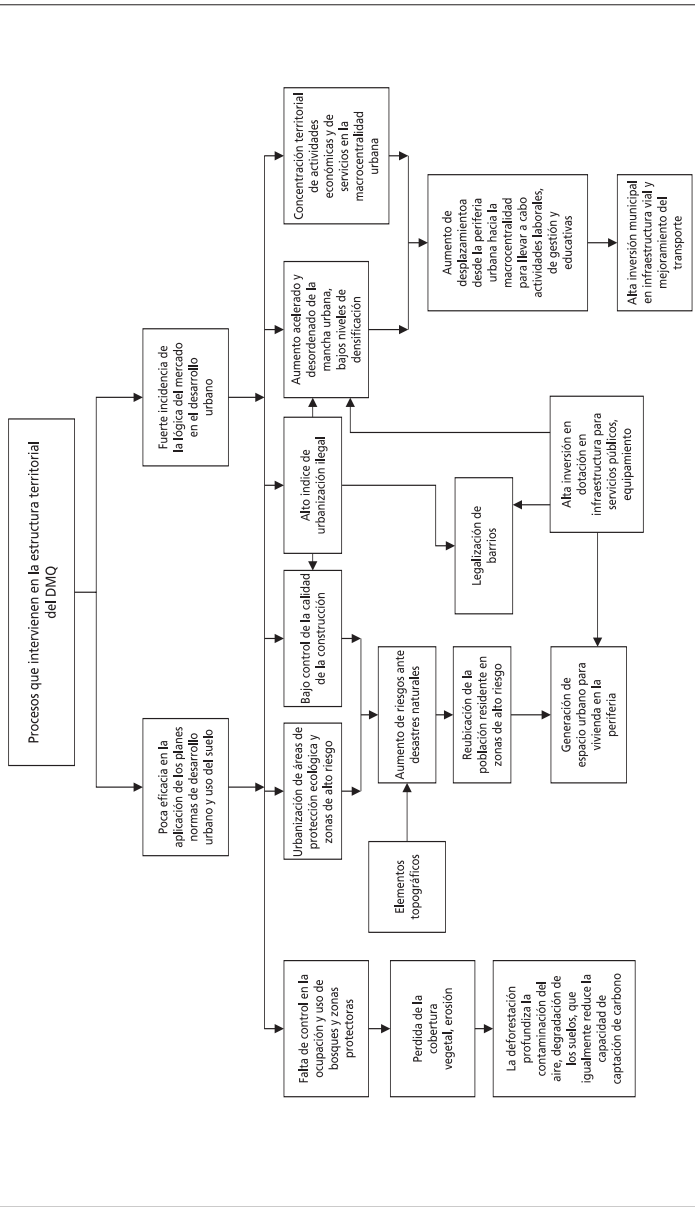 Procesos que intervienen en la estructura territorial
del DMQ
Poca eficacia en la
aplicación de los planes
normas de desarrollo
urbano y uso del suelo
Fuerte incidencia de
la lógica del mercado
en el desarrollo
urbano
Falta de control en la
ocupación y uso de
bosques y zonas
protectoras
Urbanización de áreas de
protección ecológica y
zonas de alto riesgo
Bajo control de la calidad
de la construcción
Alto indice de
urbanización ilegal
Aumento acelerado y
desordenado de la
mancha urbana,
bajos niveles de
densificación
Concentración territorial
de actividades
económicas y de
servicios en la
macrocentralidad
urbana
Perdida de la
cobertura
vegetal, erosión
Elementos
topográficos
Aumento de riesgos ante
desastres naturales
Legalización de
barrios
Aumento de
desplazamientoa
desde la periferia
urbana hacia la
macrocentralidad
para llevar a cabo
actividades laborales,
de gestión y
educativas
La deforestación
profundiza la
contaminación del
aire, degradación de
los suelos, que
igualmente reduce la
capacidad de
captación de carbono
Reubicación de la
población residente en
zonas de alto riesgo
Generación de
espacio urbano para
vivienda en la
periferia
Alta inversión en
dotación en
infraestructura para
servicios públicos,
equipamiento
Alta inversión municipal
en infraestructura vial y
mejoramiento del
transporte